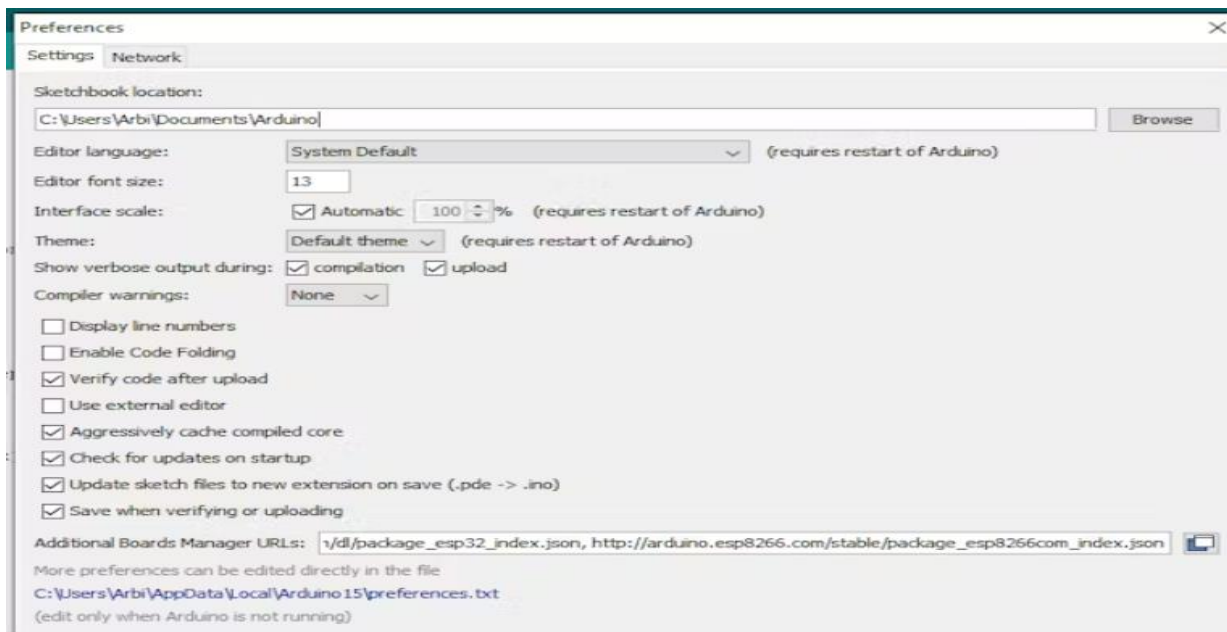 Preferences
Settings Network
Sketchbook location:
C:\Users\Arbi\Documents\Arduino Browse
Editor language: System Default (requires restart of Arduino)
Editor font size: 13
Interface scale: Automatic 100 % (requires restart of Arduino)
Theme: Default theme (requires restart of Arduino)
Show verbose output during: compilation upload
Compiler warnings: None
Display line numbers
Enable Code Folding
Verify code after upload
Use external editor
Aggressively cache compiled core
Check for updates on startup
Update sketch files to new extension on save (.pde -> .ino)
Save when verifying or uploading
Additional Boards Manager URLs: /dl/package_esp32_index.json, http://arduino.esp8266.com/stable/package_esp8266com_index.json
More preferences can be edited directly in the file
C:\Users\Arbi\AppData\Local\Arduino15\preferences.txt
(edit only when Arduino is not running)